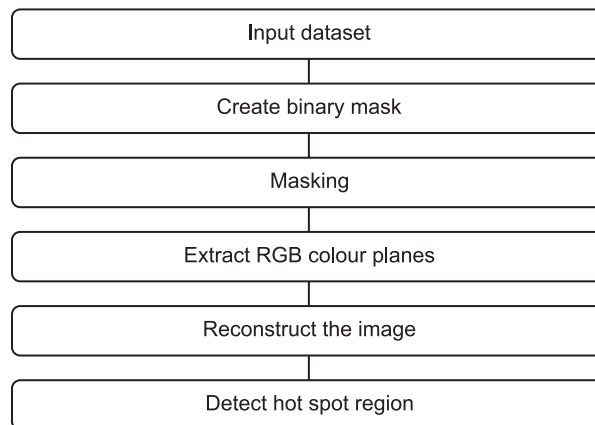 Input dataset
Create binary mask
Masking
Extract RGB colour planes
Reconstruct the image
Detect hot spot region